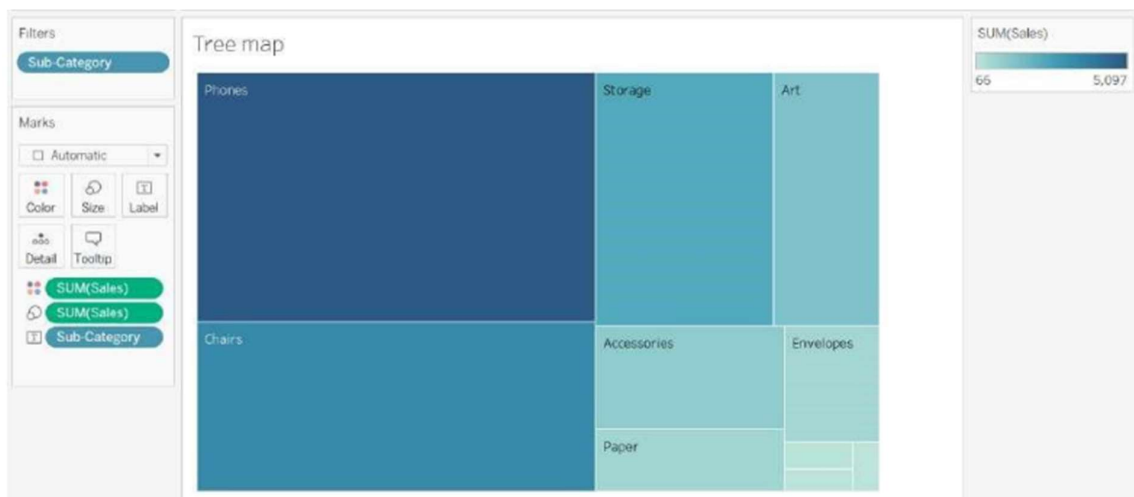 Filters
Sub-Category
Marks
Automatic
Color Size Label
Detail Tooltip
SUM(Sales)
SUM(Sales)
Sub-Category
Tree map
Phones
Storage
Art
Chairs
Accessories
Envelopes
Paper
SUM(Sales)
66 5,097